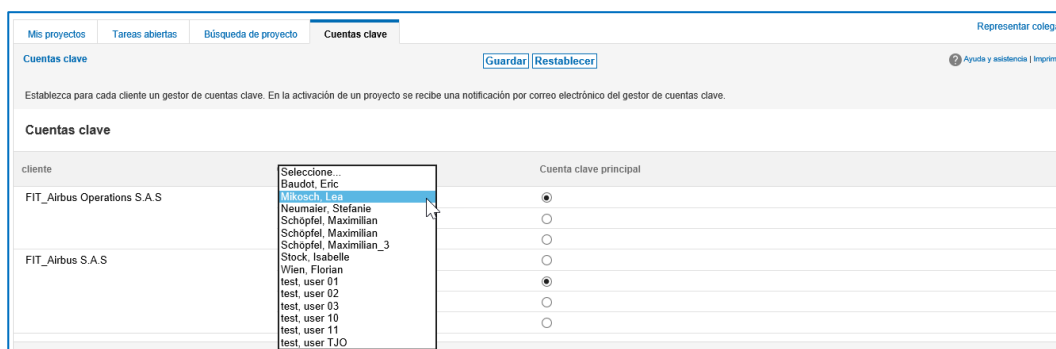 Representar coleg
Mis proyectos Tareas abiertas Búsqueda de proyecto Cuentas clave
Cuentas clave Guardar Restablecer ? Ayuda y asistencia | Imprim
Establezca para cada cliente un gestor de cuentas clave. En la activación de un proyecto se recibe una notificación por correo electrónico del gestor de cuentas clave.
Cuentas clave
cliente Cuenta clave principal
Seleccione...
Baudot, Eric
FIT_Airbus Operations S.A.S Mikosch, Lea
Neumaier, Stefanie
Schöpfel, Maximilian
Schöpfel, Maximilian
Schöpfel, Maximilian_3
FIT_Airbus S.A.S Stock, Isabelle
Wien, Florian
test, user 01
test, user 02
test, user 03
test, user 10
test, user 11
test, user TJO